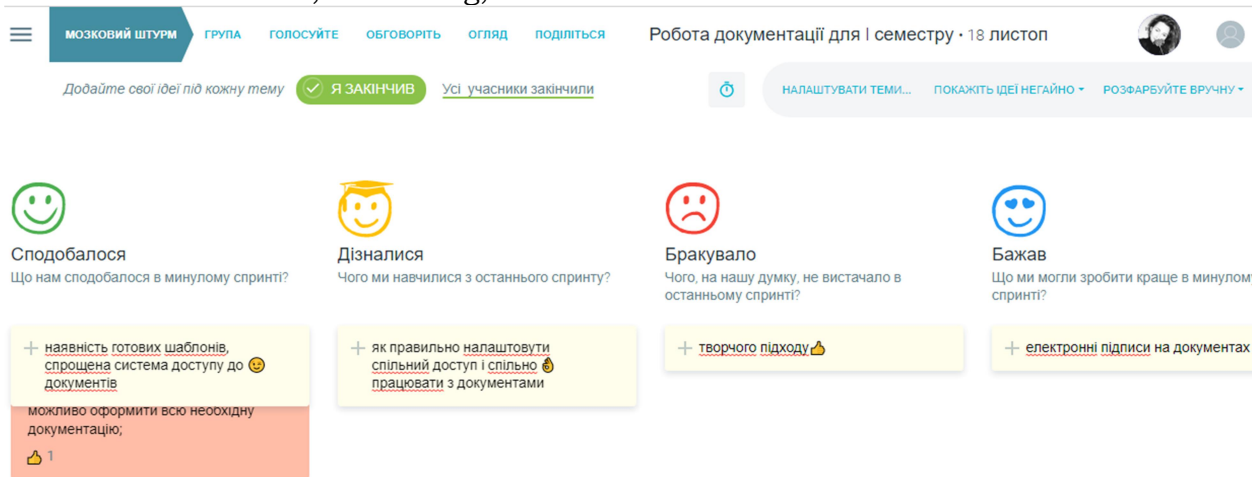 МОЗКОВИЙ ШТУРМ ГРУПА ГОЛОСУЙТЕ ОБГОВОРІТЬ ОГЛЯД ПОДІЛІТЬСЯ Робота документації для І семестру · 18 листоп
Додайте свої ідеї під кожну тему Я ЗАКІНЧИВ Усі учасники закінчили НАЛАШТУВАТИ ТЕМИ... ПОКАЖІТЬ ІДЕЇ НЕГАЙНО РОЗФАРБУЙТЕ ВРУЧНУ
Сподобалося
Що нам сподобалося в минулому спринті?
наявність готових шаблонів,
спрощена система доступу до 😉
документів
можливо оформити всю необхідну
документацію;
👍 1
Дізналися
Чого ми навчилися з останнього спринту?
як правильно налаштовути
спільний доступ і спільно 👌
працювати з документами
Бракувало
Чого, на нашу думку, не вистачало в
останньому спринті?
творчого підходу👍
Бажав
Що ми могли зробити краще в минулом
спринті?
електронні підписи на документах